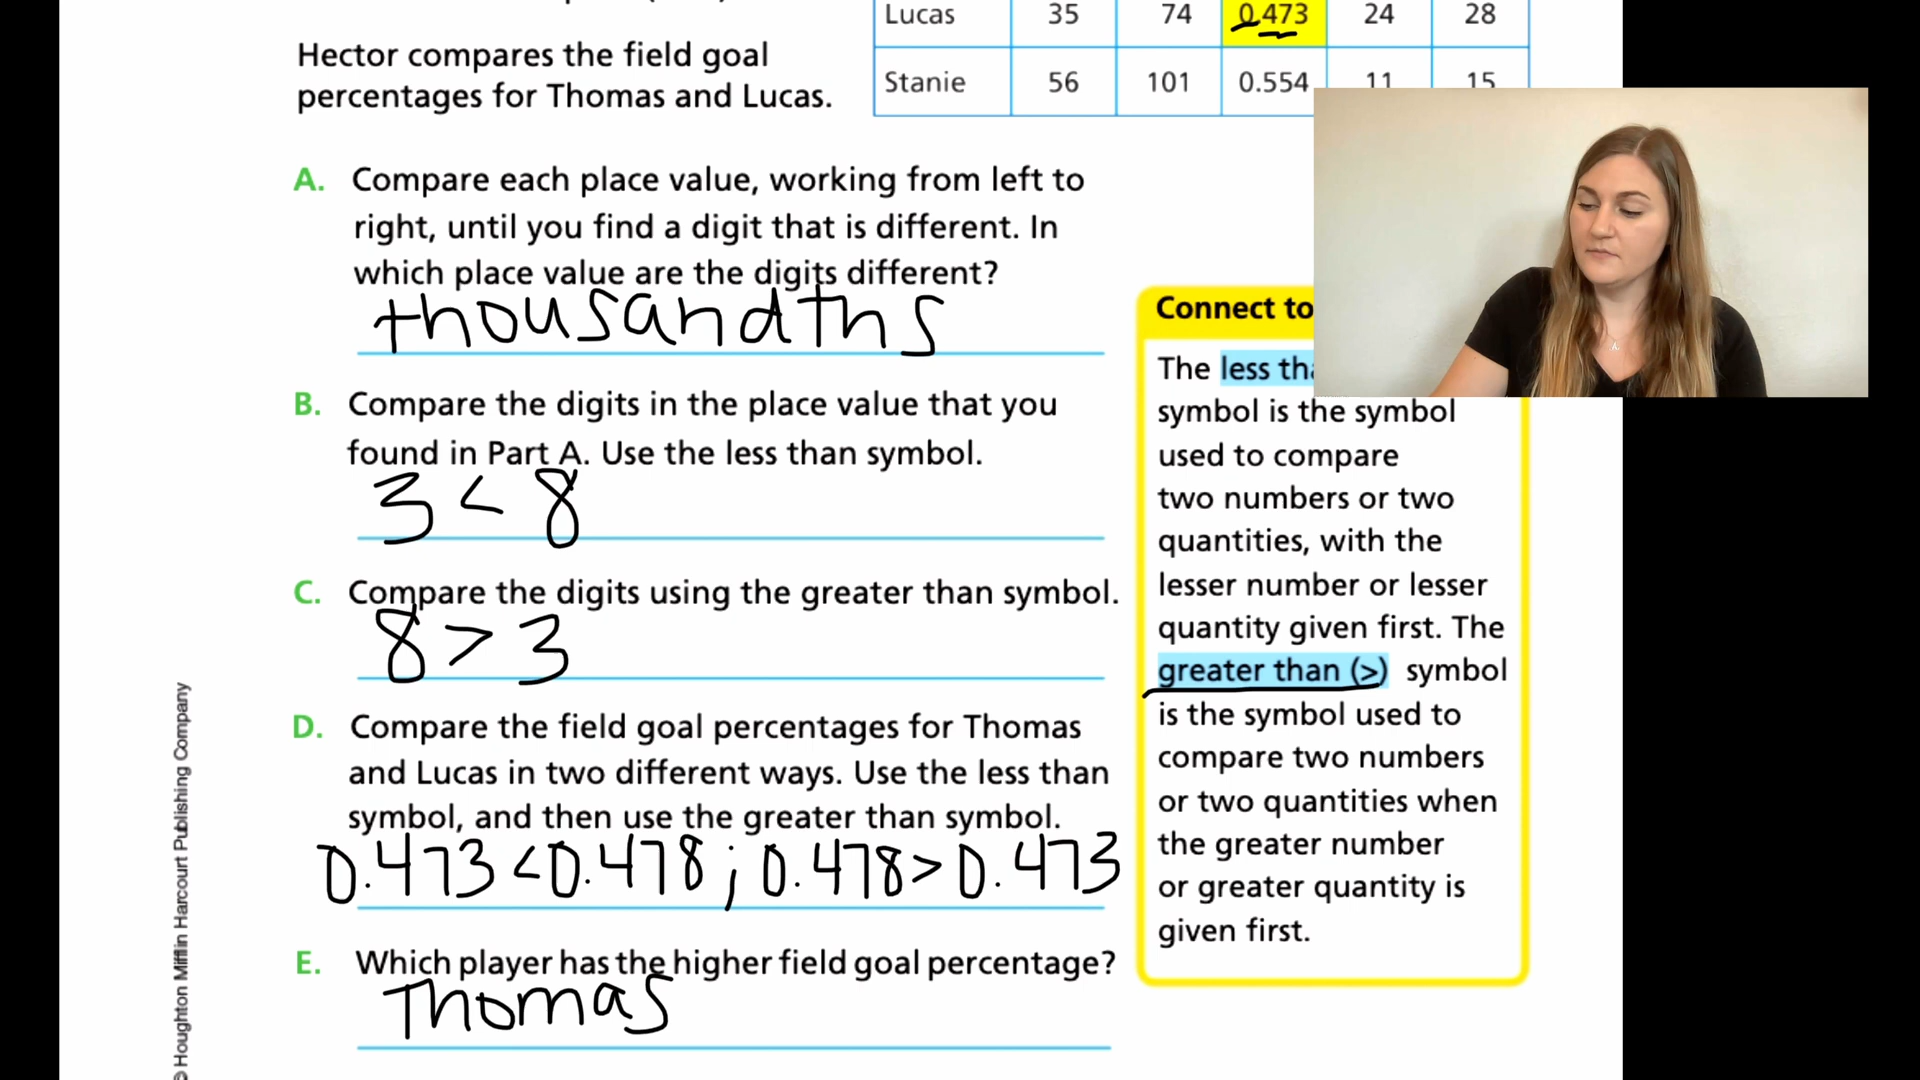 Lucas 35 74 0.473 24 28
Hector compares the field goal
percentages for Thomas and Lucas.
Stanie 56 101 0.554 11 15
A. Compare each place value, working from left to
right, until you find a digit that is different. In
which place value are the digits different?
thousandths
B. Compare the digits in the place value that you
found in Part A. Use the less than symbol.
3 < 8
C. Compare the digits using the greater than symbol.
8 > 3
D. Compare the field goal percentages for Thomas
and Lucas in two different ways. Use the less than
symbol, and then use the greater than symbol.
0.473 < 0.478 ; 0.478 > 0.473
E. Which player has the higher field goal percentage?
Thomas
Connect to
The less tha
symbol is the symbol
used to compare
two numbers or two
quantities, with the
lesser number or lesser
quantity given first. The
greater than (>) symbol
is the symbol used to
compare two numbers
or two quantities when
the greater number
or greater quantity is
given first.
© Houghton Mifflin Harcourt Publishing Company